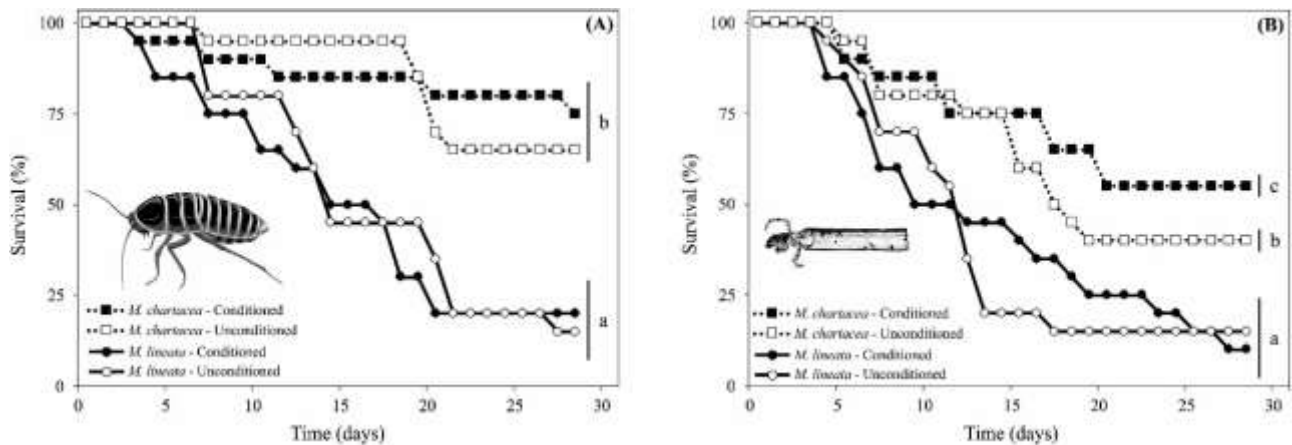 (A)
100
75
50
25
0
Survival (%)
b
a
M. chartacea - Conditioned
M. chartacea - Unconditioned
M. lineata - Conditioned
M. lineata - Unconditioned
0 5 10 15 20 25 30
Time (days)
(B)
100
75
50
25
0
Survival (%)
c
b
a
M. chartacea - Conditioned
M. chartacea - Unconditioned
M. lineata - Conditioned
M. lineata - Unconditioned
0 5 10 15 20 25 30
Time (days)